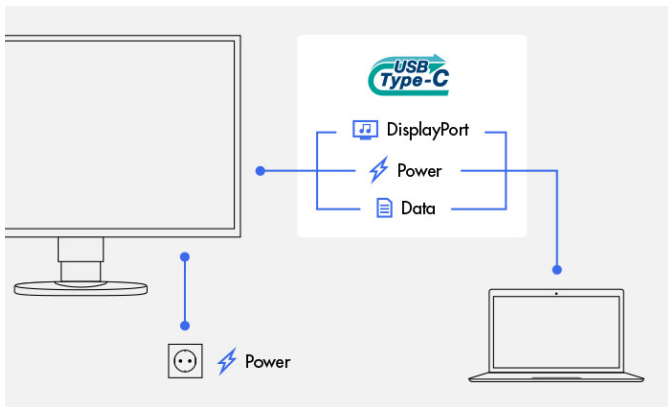 USB
Type-C
DisplayPort
Power
Data
Power